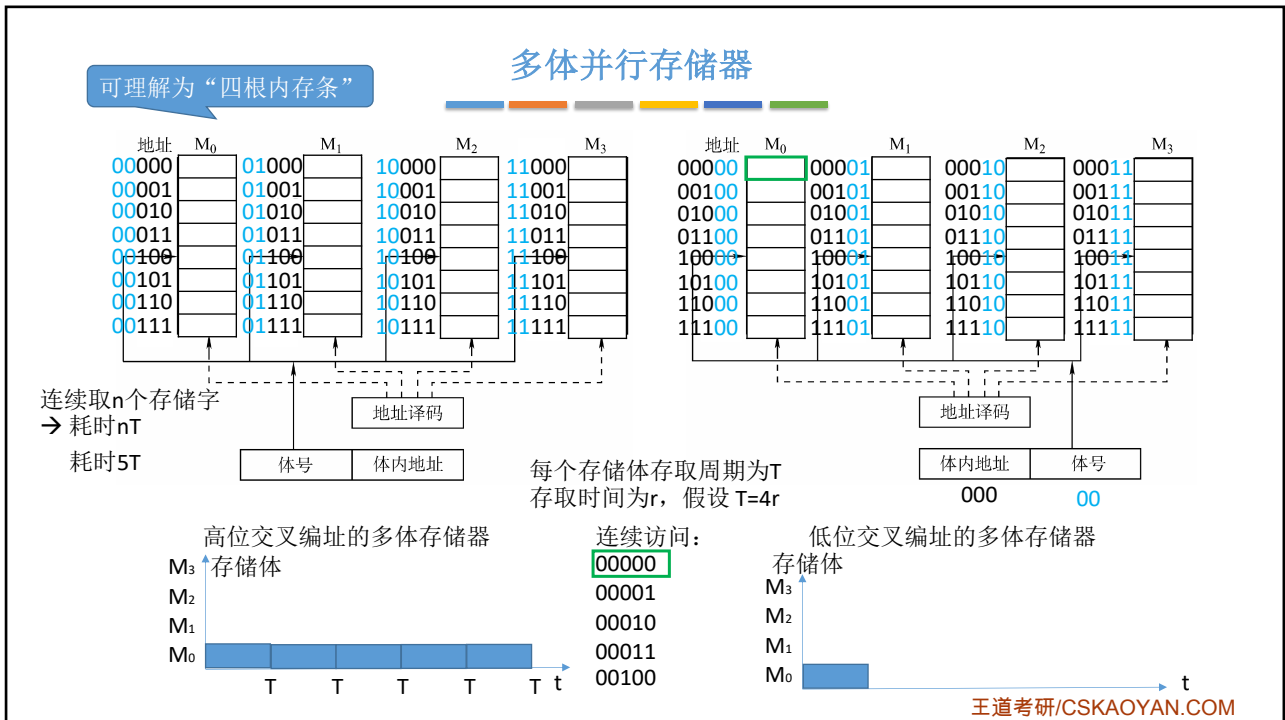 多体并行存储器
可理解为“四根内存条”
地址 M0 M1 M2 M3
00000 01000 10000 11000
00001 01001 10001 11001
00010 01010 10010 11010
00011 01011 10011 11011
00100 01100 10100 11100
00101 01101 10101 11101
00110 01110 10110 11110
00111 01111 10111 11111
地址译码
体号 体内地址
连续取n个存储字
→ 耗时nT
耗时5T
地址 M0 M1 M2 M3
00000 00001 00010 00011
00100 00101 00110 00111
01000 01001 01010 01011
01100 01101 01110 01111
10000 10001 10010 10011
10100 10101 10110 10111
11000 11001 11010 11011
11100 11101 11110 11111
地址译码
体内地址 体号
000 00
每个存储体存取周期为T
存取时间为r，假设 T=4r
高位交叉编址的多体存储器
存储体
M3
M2
M1
M0
T T T T T t
连续访问：
00000
00001
00010
00011
00100
低位交叉编址的多体存储器
存储体
M3
M2
M1
M0
t
王道考研/CSKAOYAN.COM